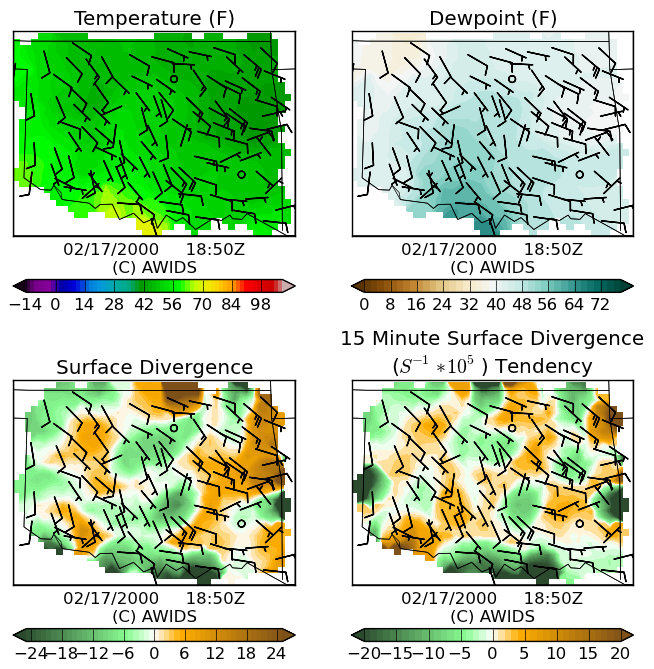 Temperature (F)
Dewpoint (F)
02/17/2000 18:50Z
(C) AWIDS
02/17/2000 18:50Z
(C) AWIDS
−14 0 14 28 42 56 70 84 98
0 8 16 24 32 40 48 56 64 72
Surface Divergence
15 Minute Surface Divergence
(S⁻¹ *10⁵ ) Tendency
02/17/2000 18:50Z
(C) AWIDS
02/17/2000 18:50Z
(C) AWIDS
−24 −18 −12 −6 0 6 12 18 24
−20 −15 −10 −5 0 5 10 15 20